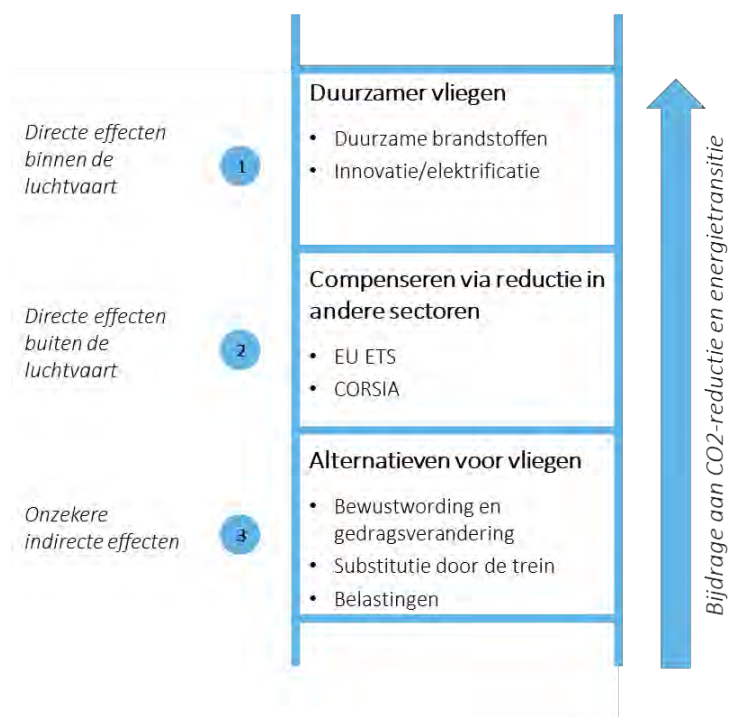 Directe effecten
binnen de
luchtvaart
1
Duurzamer vliegen
• Duurzame brandstoffen
• Innovatie/elektrificatie
Directe effecten
buiten de
luchtvaart
2
Compenseren via reductie in
andere sectoren
• EU ETS
• CORSIA
Onzekere
indirecte effecten
3
Alternatieven voor vliegen
• Bewustwording en
gedragsverandering
• Substitutie door de trein
• Belastingen
Bijdrage aan CO2-reductie en energietransitie